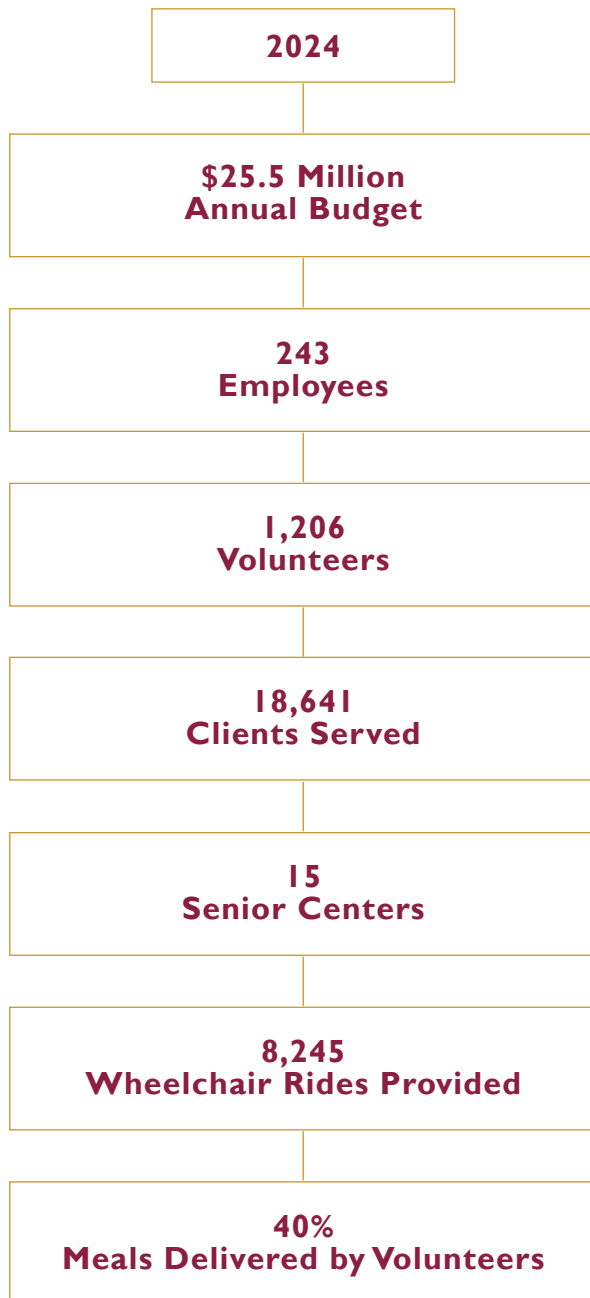 2024
$25.5 Million
Annual Budget
243
Employees
1,206
Volunteers
18,641
Clients Served
15
Senior Centers
8,245
Wheelchair Rides Provided
40%
Meals Delivered by Volunteers